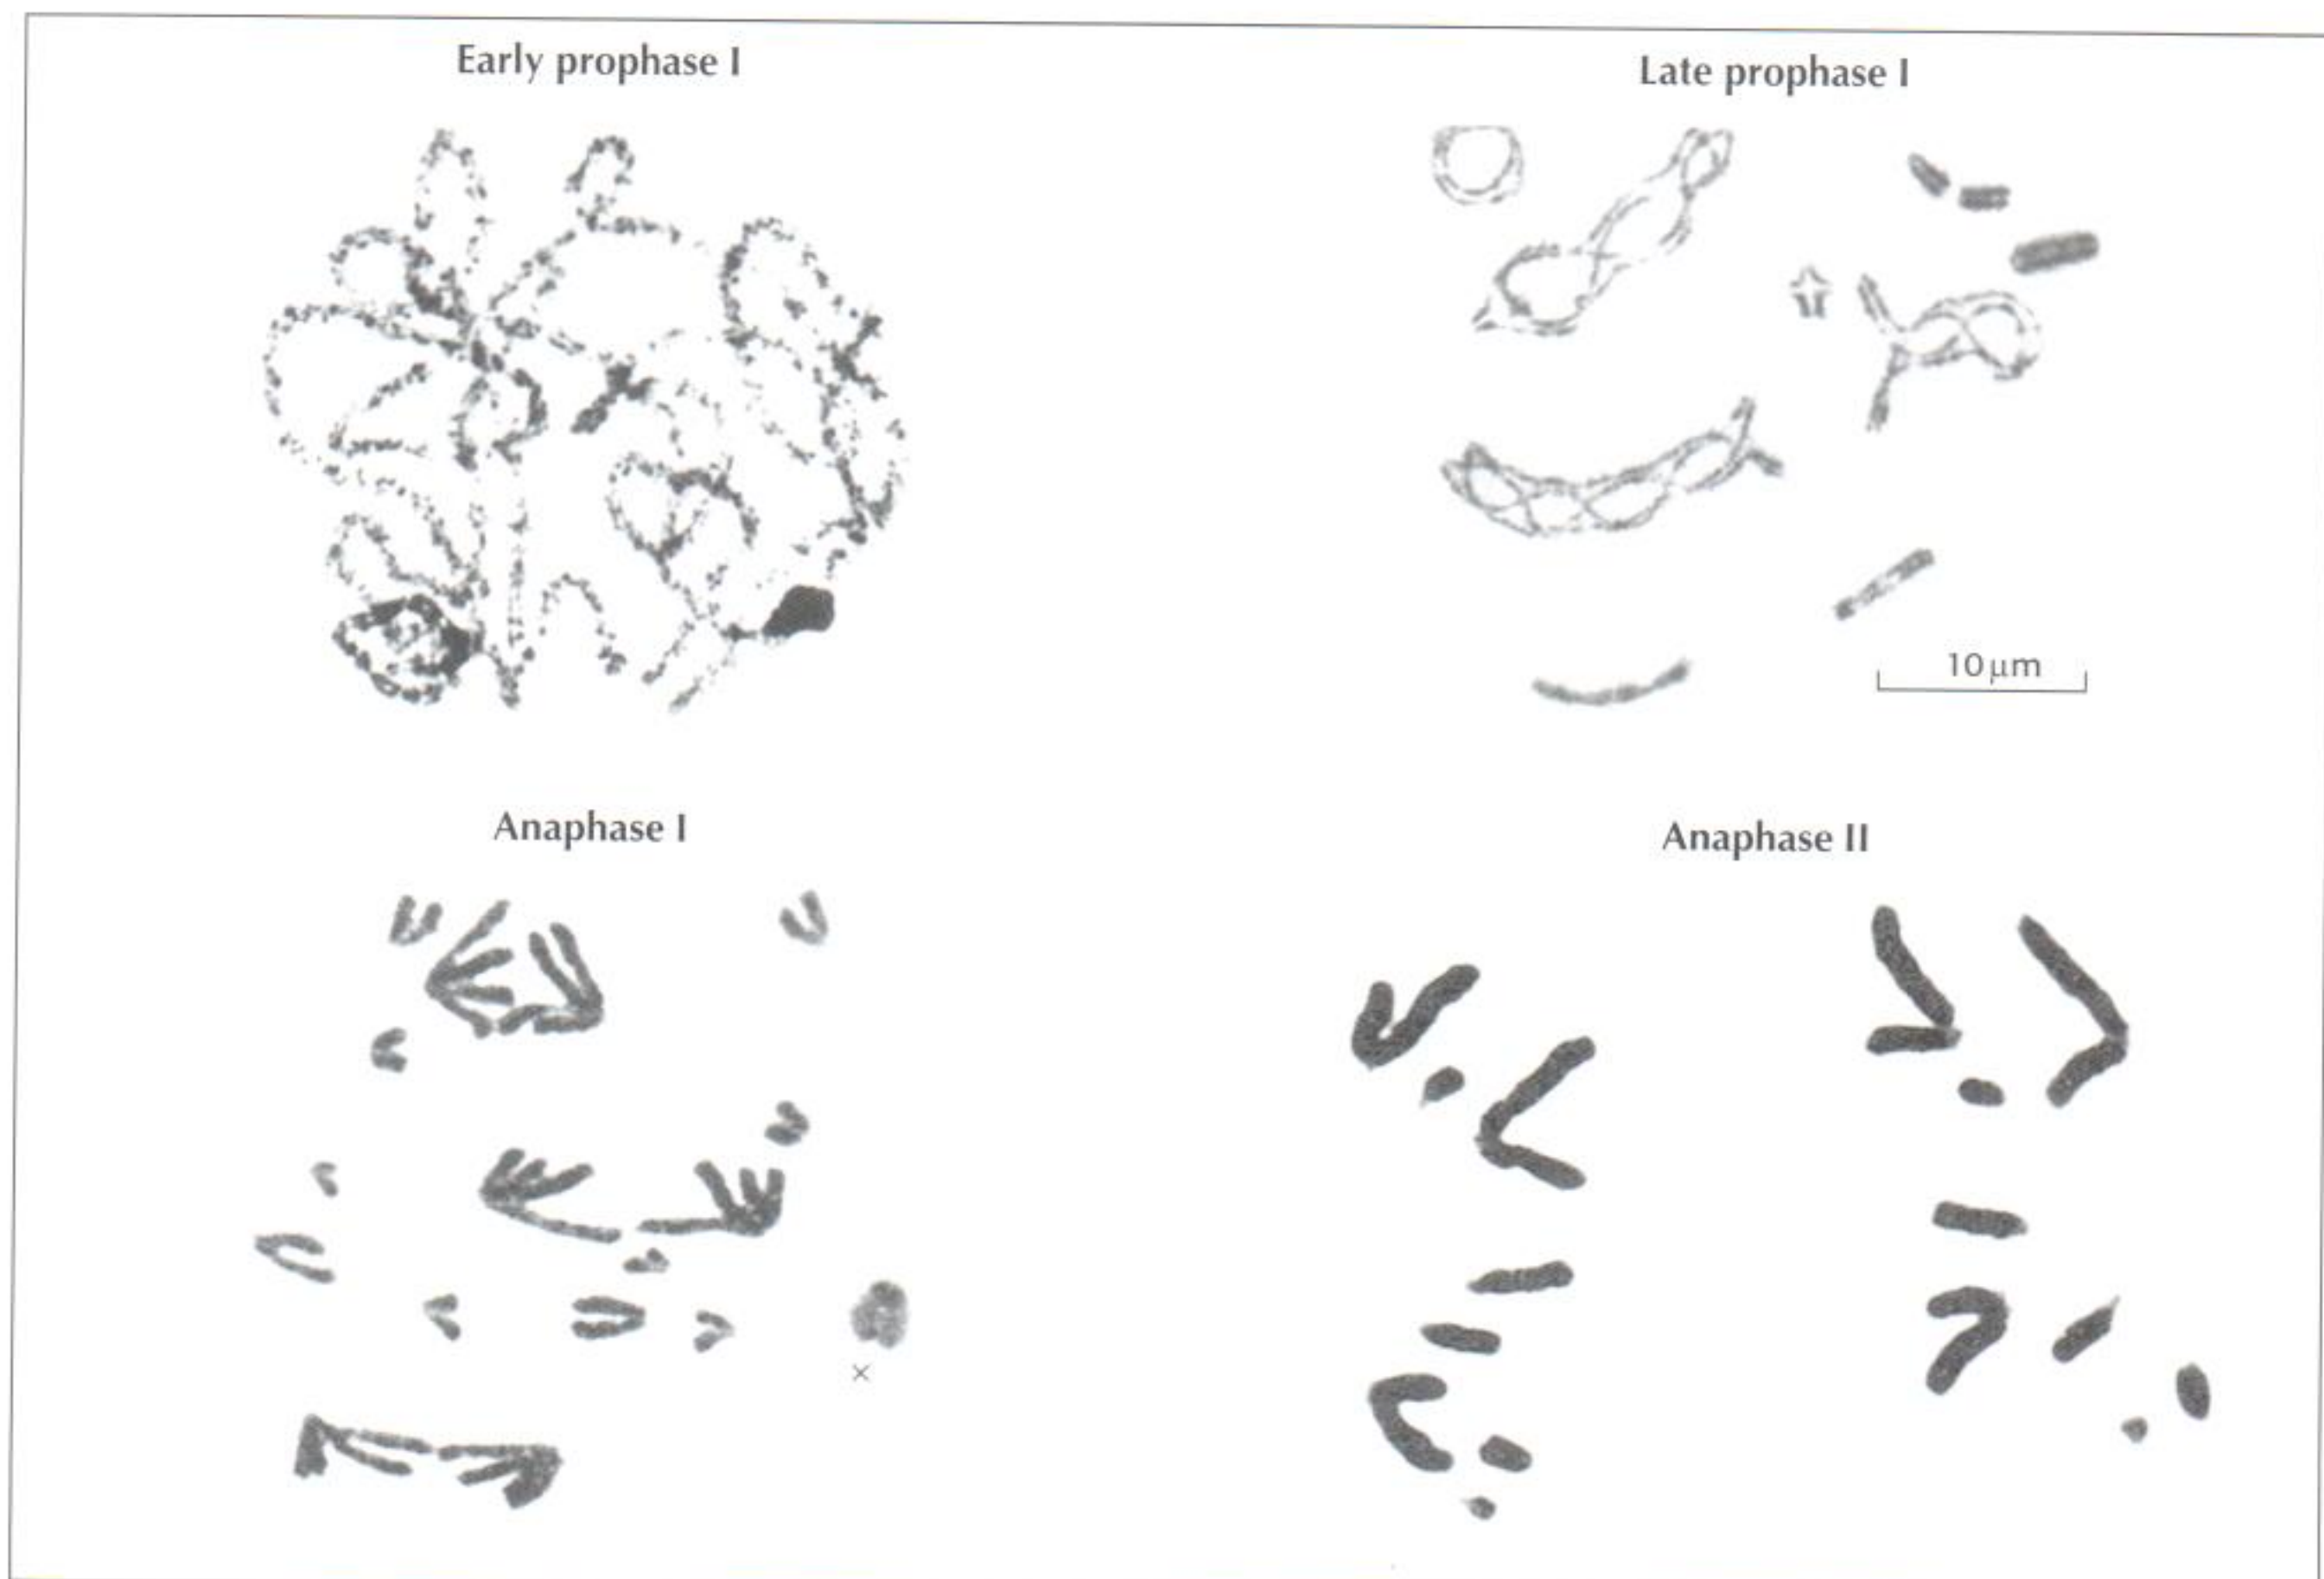 Early prophase I
Late prophase I
10 μm
Anaphase I
Anaphase II
×